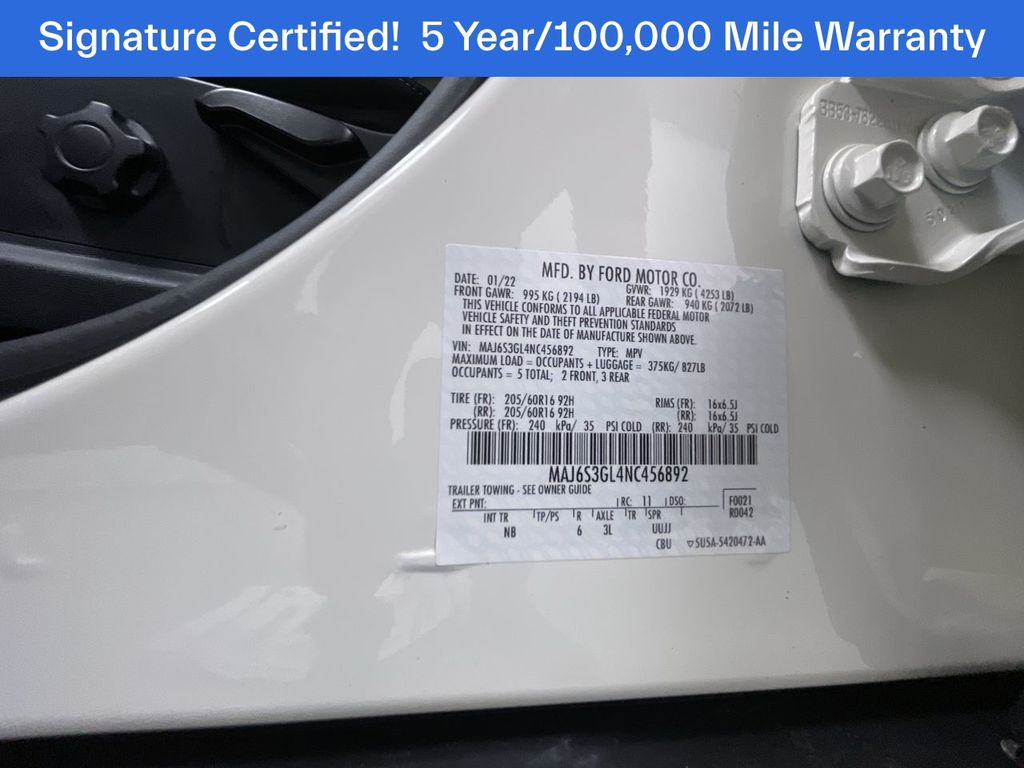 Signature Certified! 5 Year/100,000 Mile Warranty
MFD. BY FORD MOTOR CO.
DATE: 01/22 GVWR: 1929 KG ( 4253 LB)
FRONT GAWR: 995 KG ( 2194 LB) REAR GAWR: 940 KG ( 2072 LB)
THIS VEHICLE CONFORMS TO ALL APPLICABLE FEDERAL MOTOR
VEHICLE SAFETY AND THEFT PREVENTION STANDARDS
IN EFFECT ON THE DATE OF MANUFACTURE SHOWN ABOVE.
VIN: MAJ6S3GL4NC456892 TYPE: MPV
MAXIMUM LOAD = OCCUPANTS + LUGGAGE = 375KG/ 827LB
OCCUPANTS = 5 TOTAL; 2 FRONT, 3 REAR
TIRE (FR): 205/60R16 92H RIMS (FR): 16x6.5J
(RR): 205/60R16 92H (RR): 16x6.5J
PRESSURE (FR): 240 kPa/ 35 PSI COLD (RR): 240 kPa/ 35 PSI COLD
MAJ6S3GL4NC456892
TRAILER TOWING - SEE OWNER GUIDE
EXT PNT: RC: 11 DSO: F0021
R0042
INT TR TP/PS R AXLE TR SPR
NB 6 3L UUJJ
CBU 5U5A-5420472-AA